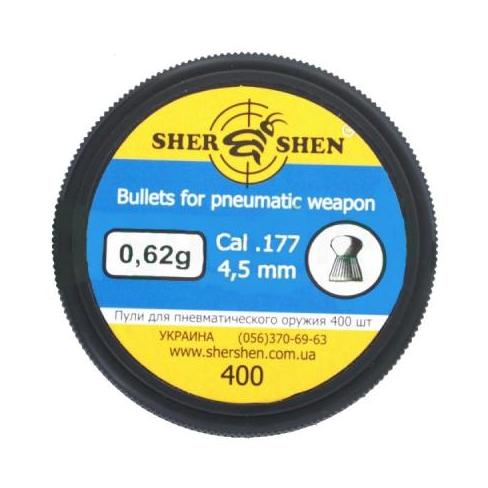 SHER SHEN
Bullets for pneumatic weapon
0,62g
Cal .177
4,5 mm
Пули для пневматического оружия 400 шт
УКРАИНА (056)370-69-63
www.shershen.com.ua
400